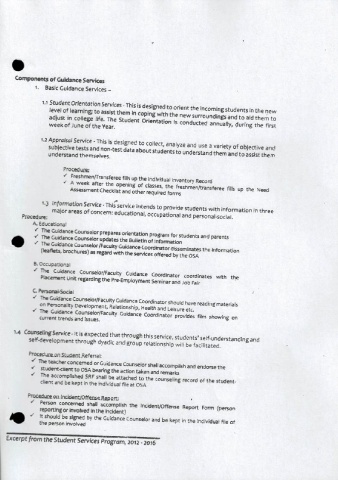 Components of Guidance Services
1. Basic Guidance Services –
1.1 Student Orientation Services - This is designed to orient the incoming students in the new
level of learning; to assist them in coping with the new surroundings and to aid them to
adjust in college life. The Student Orientation is conducted annually, during the first
week of June of the Year.
1.2 Appraisal Service - This is designed to collect, analyze and use a variety of objective and
subjective tests and non-test data about students to understand them and to assist them
understand themselves.
Procedure:
✓ Freshmen/Transferee fills up the Individual Inventory Record
✓ A week after the opening of classes, the freshmen/transferee fills up the Need
Assessment Checklist and other required forms
1.3 Information Service - This service intends to provide students with information in three
major areas of concern: educational, occupational and personal-social.
Procedure:
A. Educational
✓ The Guidance Counselor prepares orientation program for students and parents
✓ The Guidance Counselor updates the Bulletin of Information
✓ The Guidance Counselor /Faculty Guidance Coordinator disseminates the information
(leaflets, brochures) as regard with the services offered by the OSA
B. Occupational
✓ The Guidance Counselor/Faculty Guidance Coordinator coordinates with the
Placement Unit regarding the Pre-Employment Seminar and Job Fair
C. Personal-Social
✓ The Guidance Counselor/Faculty Guidance Coordinator should have reading materials
on Personality Development, Relationship, Health and Leisure etc.
✓ The Guidance Counselor/Faculty Guidance Coordinator provides film showing on
current trends and issues.
1.4 Counseling Service - It is expected that through this service, students' self-understanding and
self-development through dyadic and group relationship will be facilitated.
Procedure on Student Referral:
✓ The teacher concerned or Guidance Counselor shall accomplish and endorse the
✓ student-client to OSA bearing the action taken and remarks
✓ The accomplished SRF shall be attached to the counseling record of the student-
client and be kept in the individual file at OSA
Procedure on Incident/Offense Report:
✓ Person concerned shall accomplish the Incident/Offense Report Form (person
reporting or involved in the incident)
✓ It should be signed by the Guidance Counselor and be kept in the individual file of
the person involved
Excerpt from the Student Services Program, 2012 - 2016